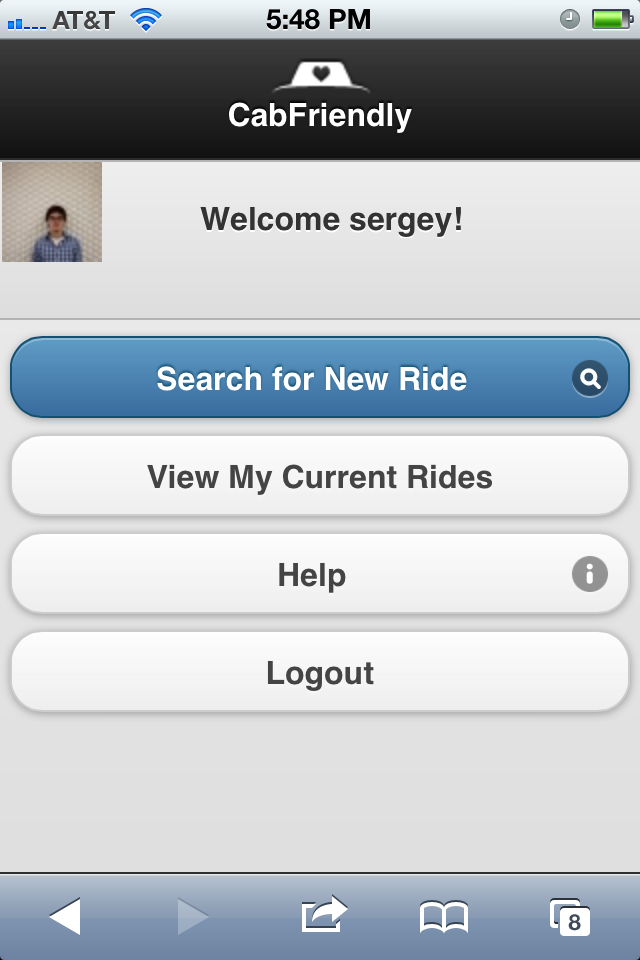 AT&T 5:48 PM
CabFriendly
Welcome sergey!
Search for New Ride
View My Current Rides
Help
Logout
8